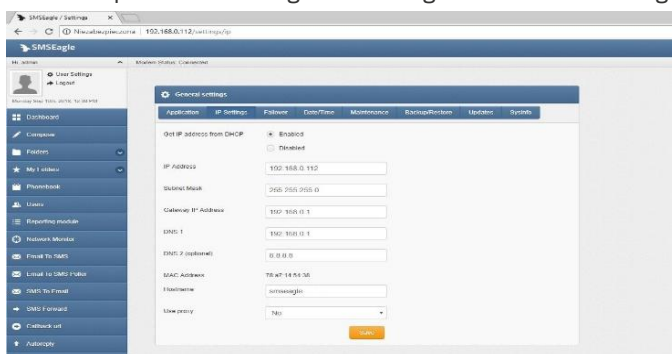 SMSEagle / Settings
Niezabezpieczona | 192.168.0.112/settings/ip
SMSEagle
Hi, admin
Modem Status: Connected
User Settings
Logout
General settings
Application IP Settings Failover Date/Time Maintenance Backup/Restore Updates Sysinfo
Dashboard
Compose
Folders
My Folders
Phonebook
Users
Reporting module
Network Monitor
Email To SMS
Email To SMS Poller
SMS To Email
SMS Forward
Callback url
Autoreply
Get IP address from DHCP
Enabled
Disabled
IP Address 192.168.0.112
Subnet Mask 255.255.255.0
Gateway IP Address 192.168.0.1
DNS 1 192.168.0.1
DNS 2 (optional) 8.8.8.8
MAC Address
Hostname smseagle
Use proxy No